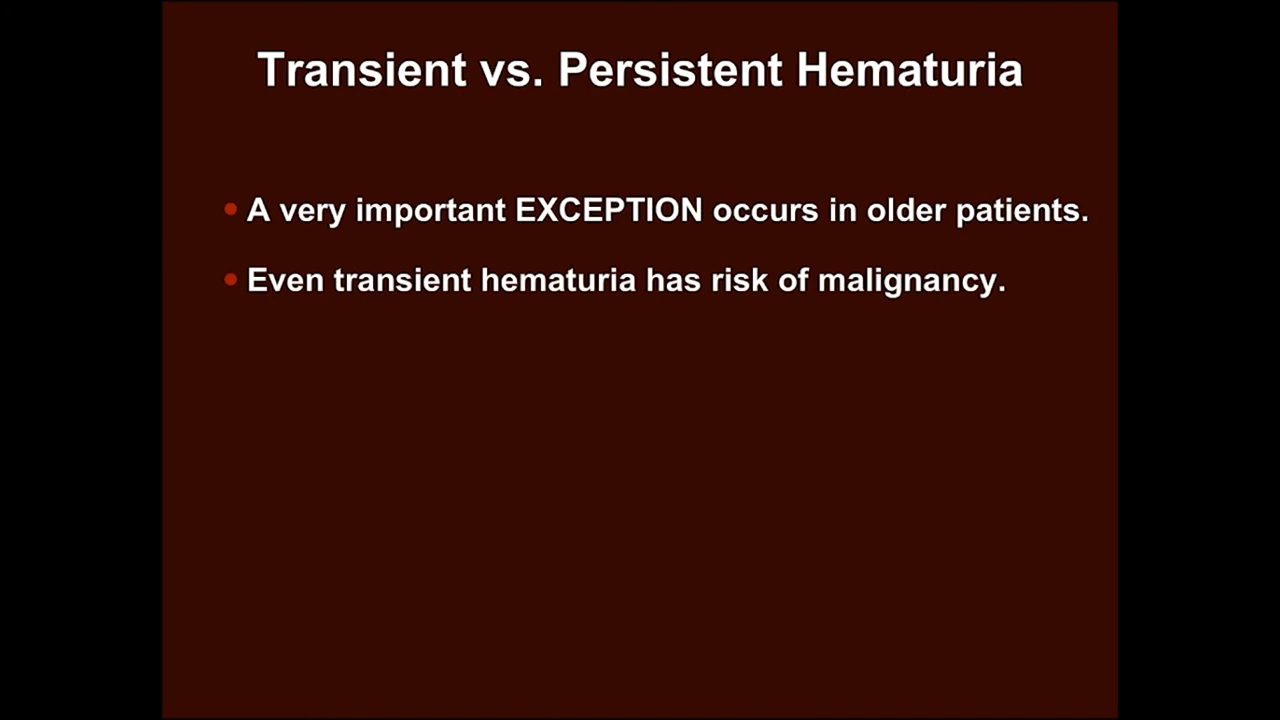 Transient vs. Persistent Hematuria
• A very important EXCEPTION occurs in older patients.
• Even transient hematuria has risk of malignancy.